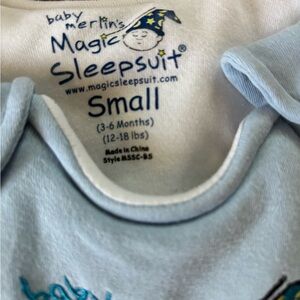 baby
merlin's
Magic
Sleepsuit®
www.magicsleepsuit.com
Small
(3-6 Months)
(12-18 lbs)
Made in China
Style MSSC-BS
baby